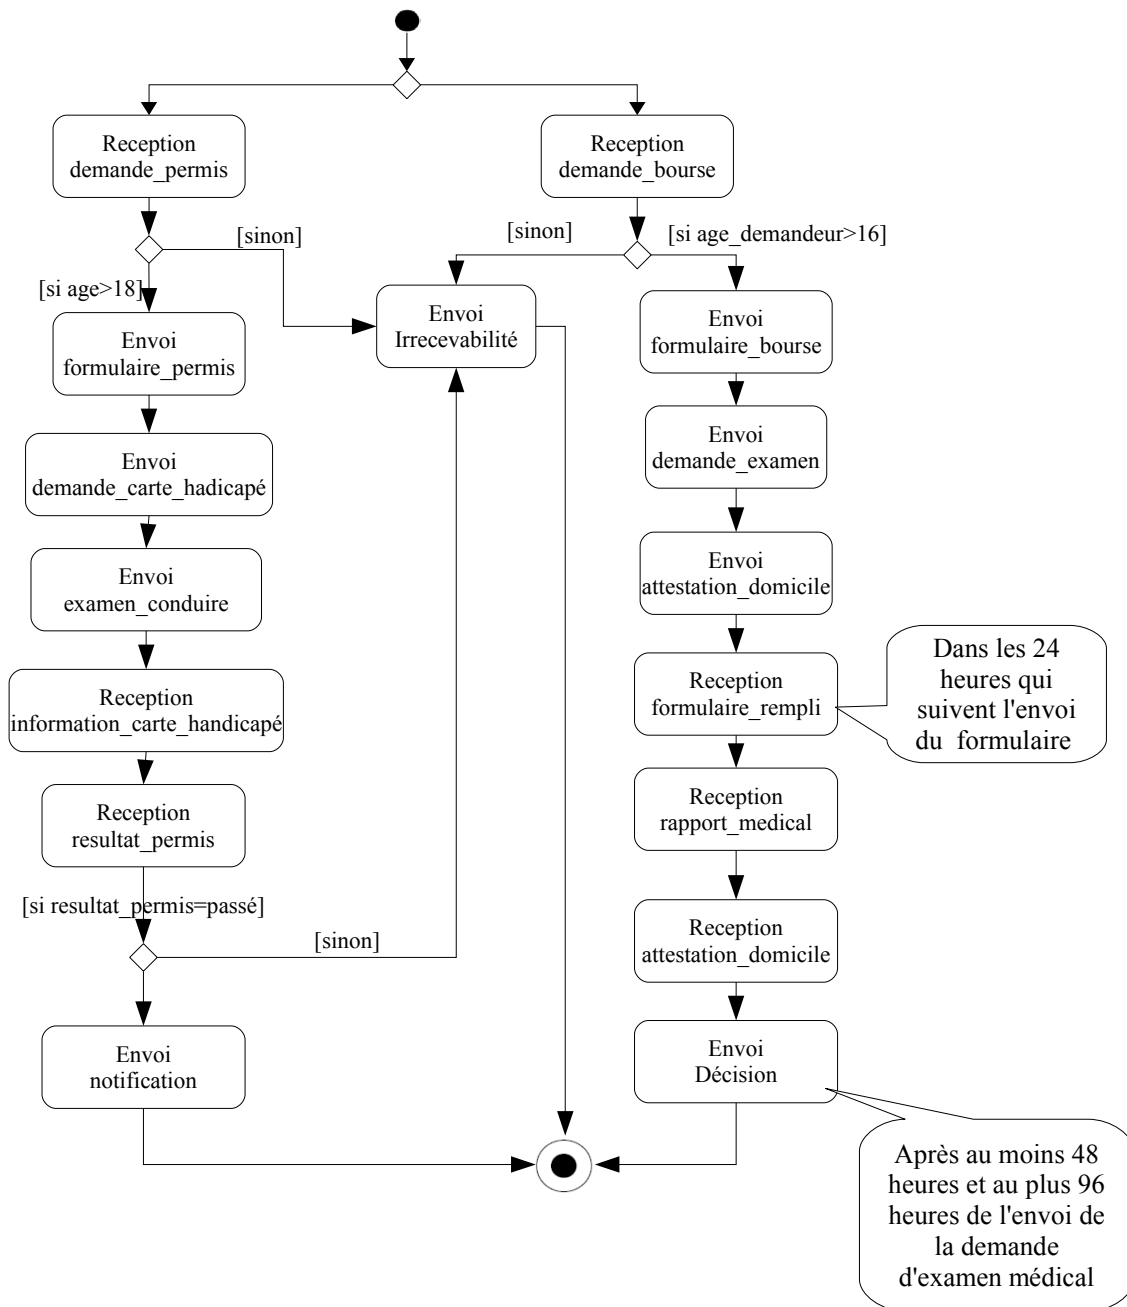 Reception
demande_permis
Reception
demande_bourse
[sinon]
[sinon]
[si age_demandeur>16]
[si age>18]
Envoi
Irrecevabilité
Envoi
formulaire_permis
Envoi
formulaire_bourse
Envoi
demande_carte_hadicapé
Envoi
demande_examen
Envoi
examen_conduire
Envoi
attestation_domicile
Reception
information_carte_handicapé
Reception
formulaire_rempli
Dans les 24
heures qui
suivent l'envoi
du formulaire
Reception
resultat_permis
Reception
rapport_medical
[si resultat_permis=passé]
[sinon]
Reception
attestation_domicile
Envoi
notification
Envoi
Décision
Après au moins 48
heures et au plus 96
heures de l'envoi de
la demande
d'examen médical